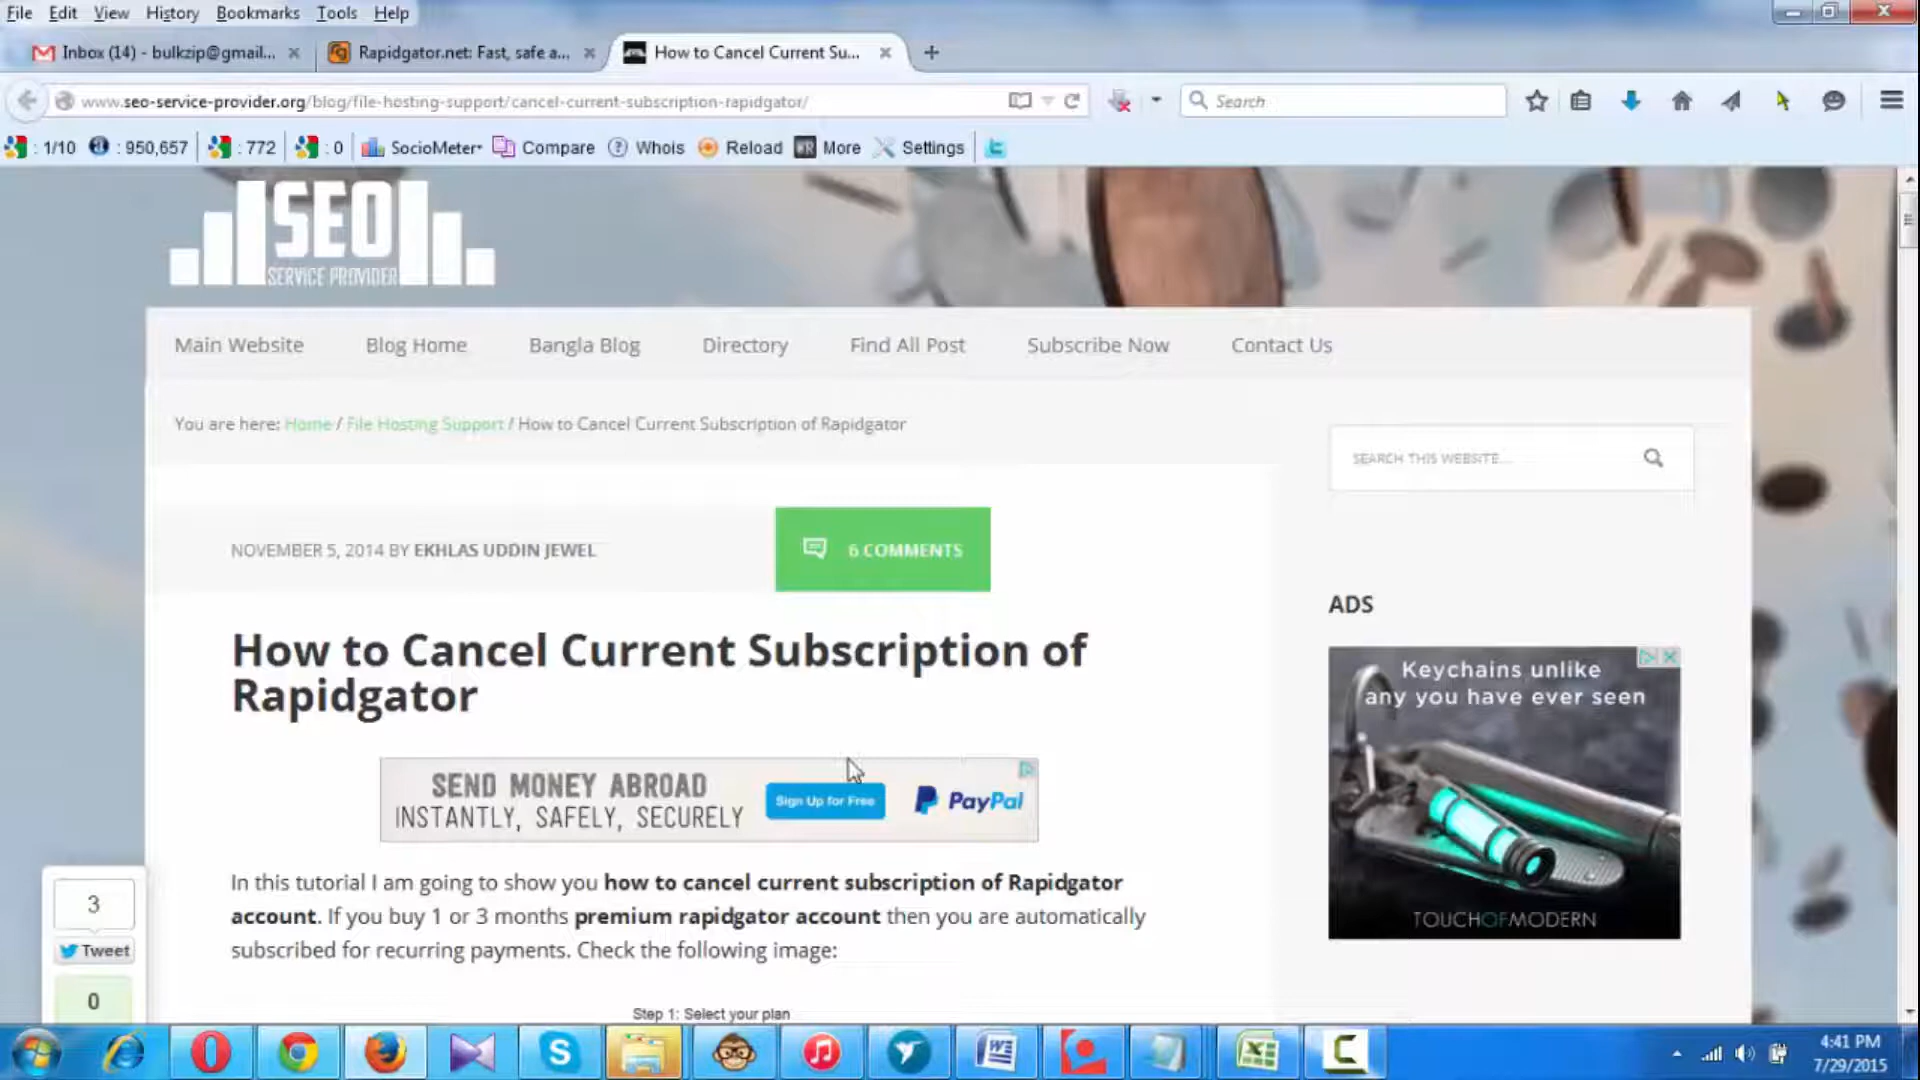 File Edit View History Bookmarks Tools Help
Inbox (14) - bulkzip@gmail... Rapidgator.net: Fast, safe a... How to Cancel Current Su...
www.seo-service-provider.org/blog/file-hosting-support/cancel-current-subscription-rapidgator/ Search
: 1/10 : 950,657 : 772 : 0 SocioMeter Compare Whois Reload More Settings
SEO
SERVICE PROVIDER
Main Website Blog Home Bangla Blog Directory Find All Post Subscribe Now Contact Us
You are here: Home / File Hosting Support / How to Cancel Current Subscription of Rapidgator
SEARCH THIS WEBSITE...
NOVEMBER 5, 2014 BY EKHLAS UDDIN JEWEL 6 COMMENTS
ADS
How to Cancel Current Subscription of
Rapidgator
Keychains unlike
any you have ever seen
TOUCHOFMODERN
SEND MONEY ABROAD
INSTANTLY, SAFELY, SECURELY
Sign Up for Free
PayPal
In this tutorial I am going to show you how to cancel current subscription of Rapidgator
account. If you buy 1 or 3 months premium rapidgator account then you are automatically
subscribed for recurring payments. Check the following image:
3
Tweet
0
Step 1: Select your plan
4:41 PM
7/29/2015